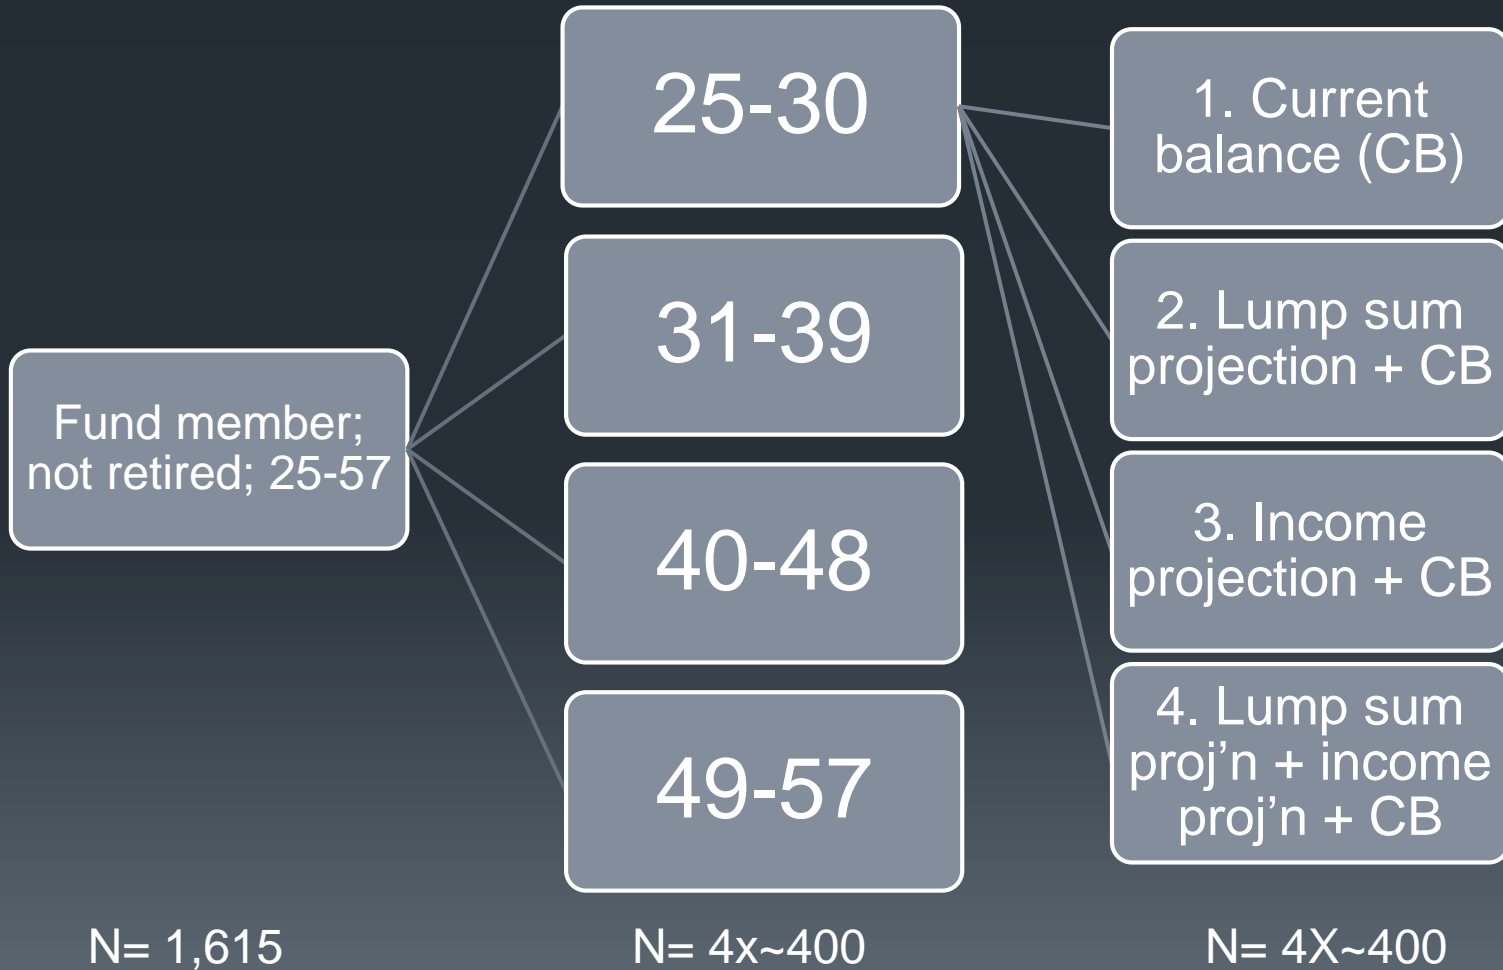 Fund member;
not retired; 25-57
25-30
31-39
40-48
49-57
1. Current
balance (CB)
2. Lump sum
projection + CB
3. Income
projection + CB
4. Lump sum
proj’n + income
proj’n + CB
N= 1,615
N= 4x~400
N= 4X~400